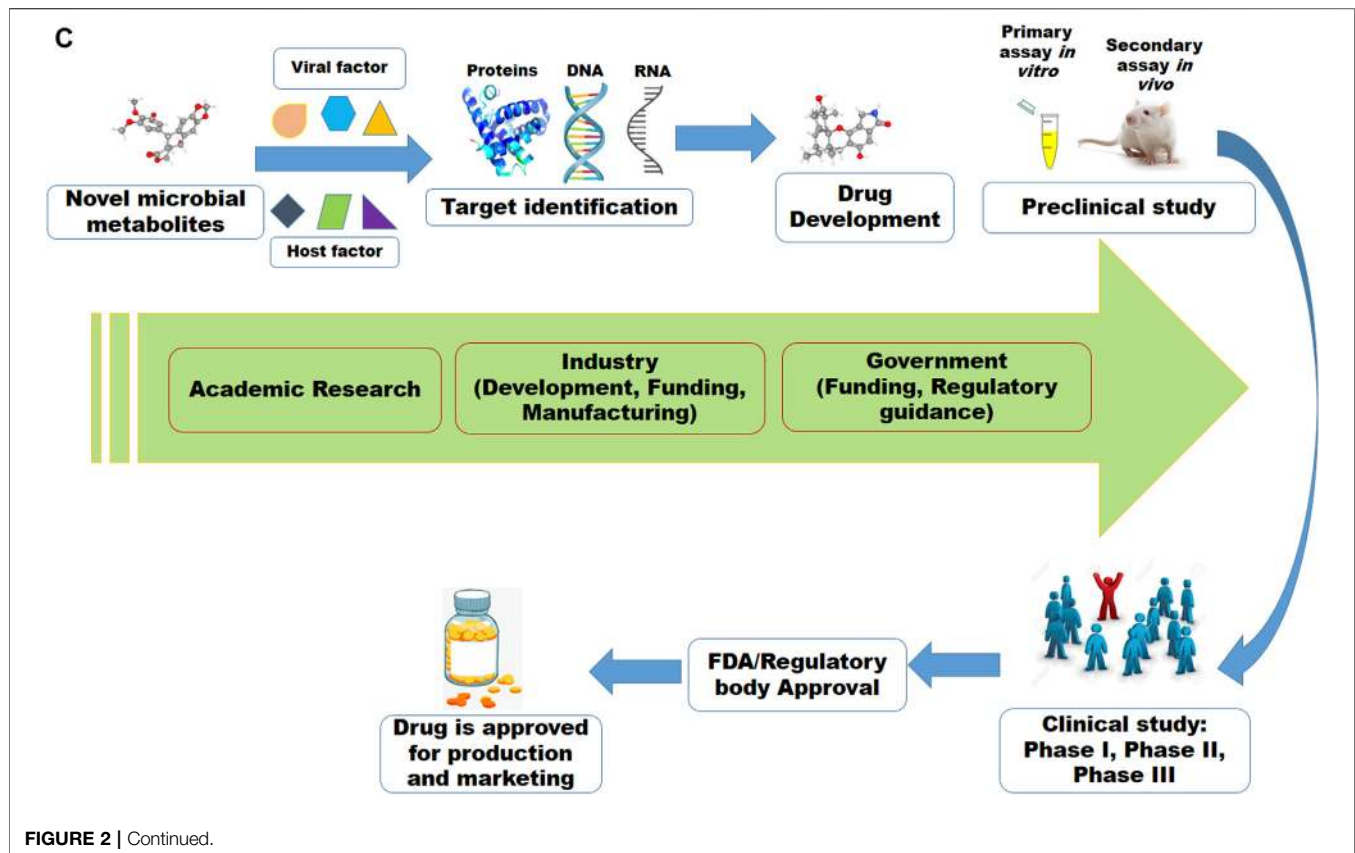 C
Viral factor
Novel microbial
metabolites
Host factor
Proteins DNA RNA
Target identification
Drug
Development
Primary
assay in
vitro
Secondary
assay in
vivo
Preclinical study
Academic Research
Industry
(Development, Funding,
Manufacturing)
Government
(Funding, Regulatory
guidance)
Clinical study:
Phase I, Phase II,
Phase III
FDA/Regulatory
body Approval
Drug is approved
for production
and marketing
FIGURE 2 | Continued.